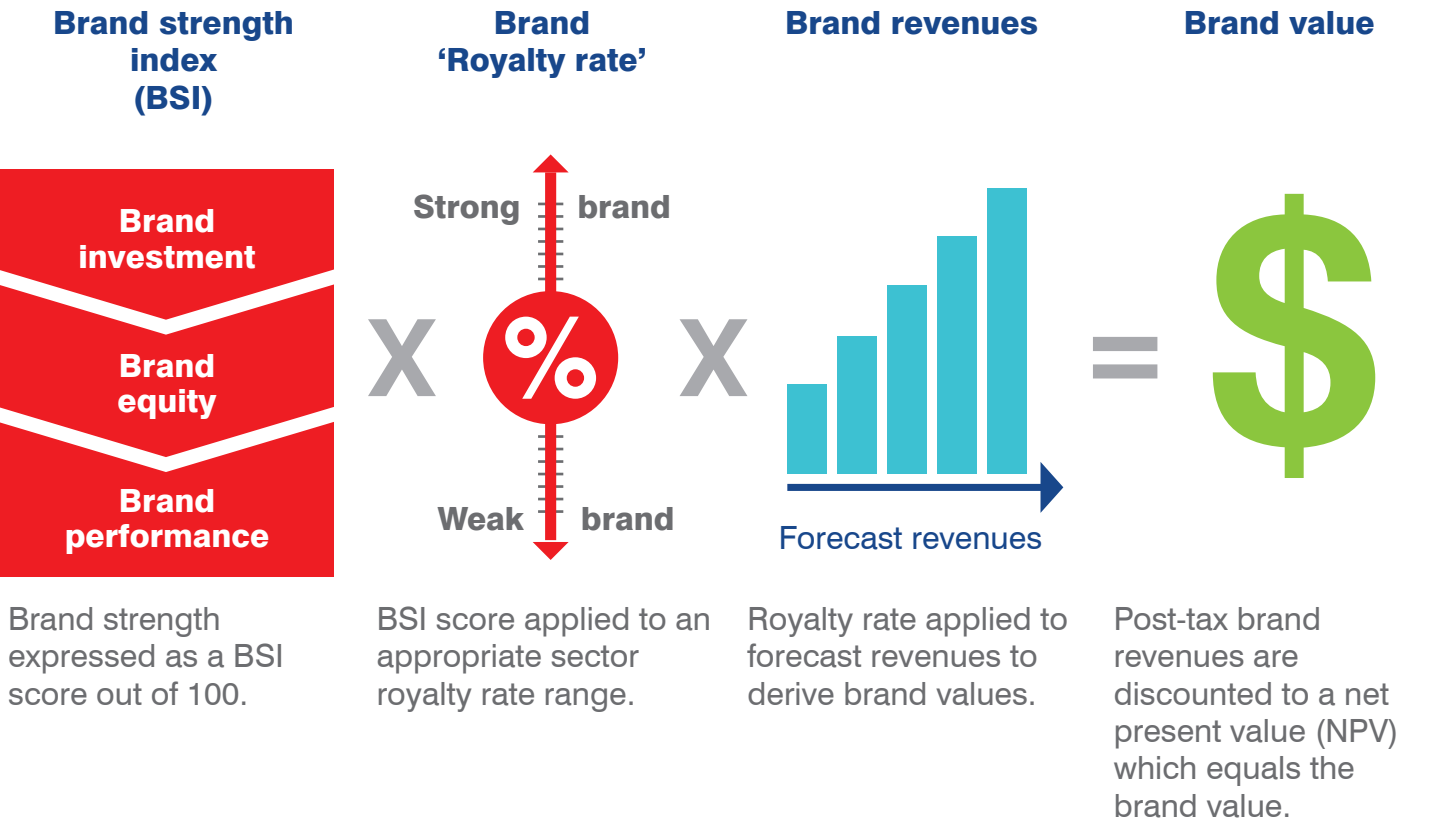 Brand strength
index
(BSI)
Brand
‘Royalty rate’
Brand revenues
Brand value
Brand
investment
Brand
equity
Brand
performance
X
Strong brand
%
Weak brand
X
Forecast revenues
=
$
Brand strength
expressed as a BSI
score out of 100.
BSI score applied to an
appropriate sector
royalty rate range.
Royalty rate applied to
forecast revenues to
derive brand values.
Post-tax brand
revenues are
discounted to a net
present value (NPV)
which equals the
brand value.